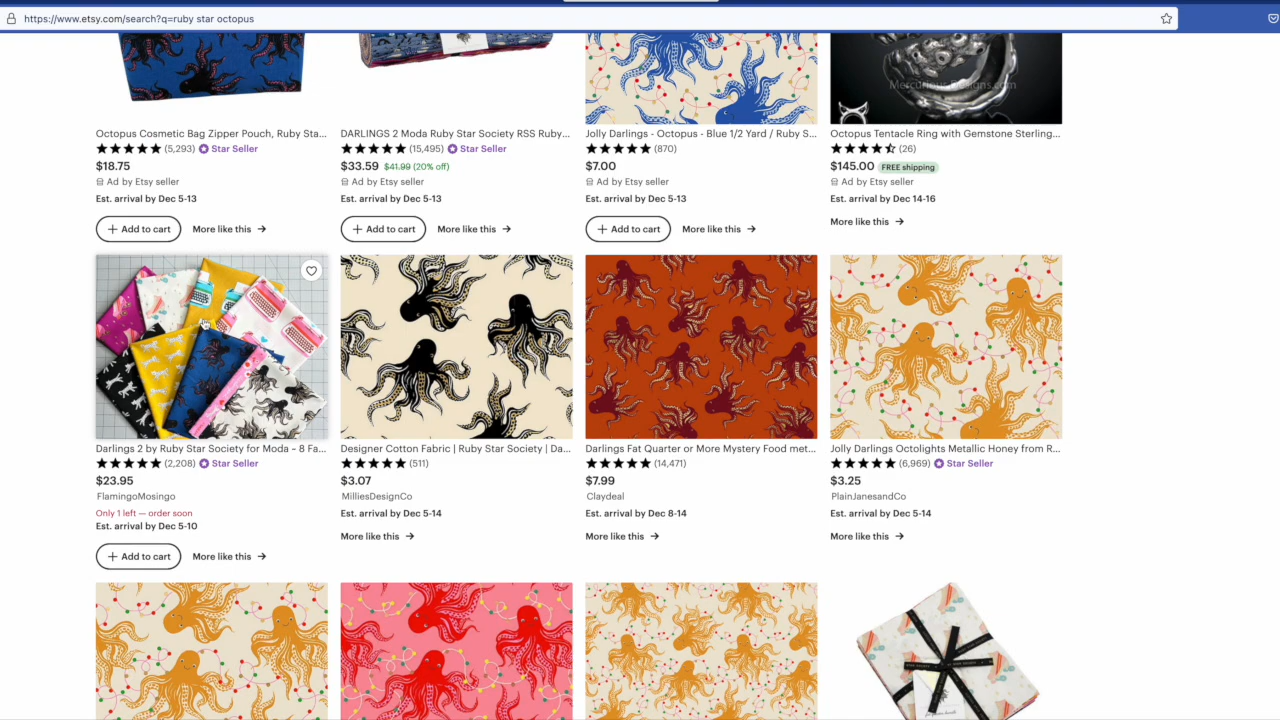 https://www.etsy.com/search?q=ruby star octopus
Mercurious Designs.com
Octopus Cosmetic Bag Zipper Pouch, Ruby Sta...
(5,293) Star Seller
$18.75
Ad by Etsy seller
Est. arrival by Dec 5-13
Add to cart More like this →
DARLINGS 2 Moda Ruby Star Society RSS Ruby...
(15,495) Star Seller
$33.59 $41.99 (20% off)
Ad by Etsy seller
Est. arrival by Dec 5-13
Add to cart More like this →
Jolly Darlings - Octopus - Blue 1/2 Yard / Ruby S...
(870)
$7.00
Ad by Etsy seller
Est. arrival by Dec 5-13
Add to cart More like this →
Octopus Tentacle Ring with Gemstone Sterling...
(26)
$145.00 FREE shipping
Ad by Etsy seller
Est. arrival by Dec 14-16
More like this →
Darlings 2 by Ruby Star Society for Moda – 8 Fa...
(2,208) Star Seller
$23.95
FlamingoMosingo
Only 1 left — order soon
Est. arrival by Dec 5-10
Add to cart More like this →
Designer Cotton Fabric | Ruby Star Society | Da...
(511)
$3.07
MilliesDesignCo
Est. arrival by Dec 5-14
More like this →
Darlings Fat Quarter or More Mystery Food met...
(14,471)
$7.99
Claydeal
Est. arrival by Dec 8-14
More like this →
Jolly Darlings Octolights Metallic Honey from R...
(6,969) Star Seller
$3.25
PlainJanesandCo
Est. arrival by Dec 5-14
More like this →